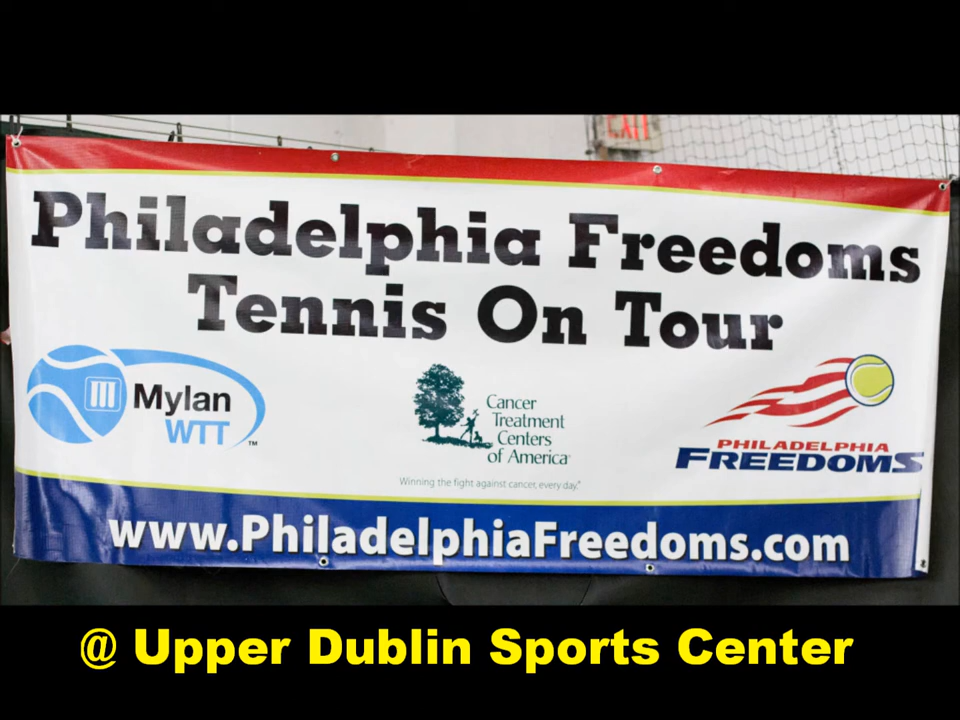 EXIT
Philadelphia Freedoms
Tennis On Tour
Mylan
WTT™
Cancer
Treatment
Centers
of America
Winning the fight against cancer, every day.®
PHILADELPHIA
FREEDOMS
www.PhiladelphiaFreedoms.com
@ Upper Dublin Sports Center